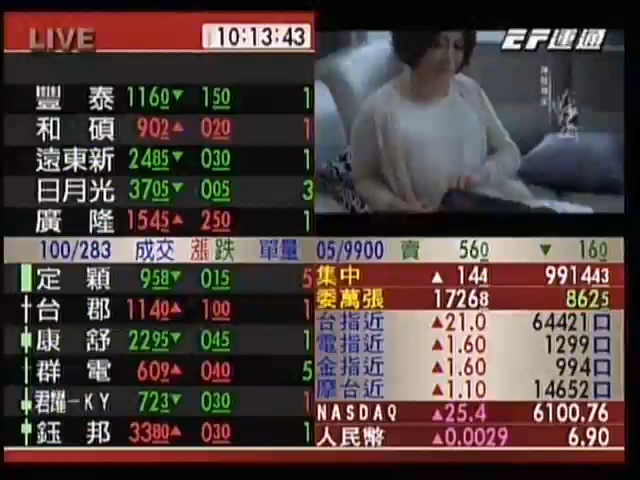 LIVE 10:13:43
豐泰 1160▼ 150 1
和碩 902▲ 020 1
遠東新 2485▼ 030 1
日月光 3705▼ 005 3
廣隆 1545▲ 250 1
100/283 成交 漲跌 單量
定穎 958▼ 015 5
台郡 1140▲ 100 1
康舒 2295▼ 045 1
群電 609▲ 040 5
君耀-KY 723▼ 030 1
鈺邦 3380▲ 030 1
EF運通
05/9900 賣 560 ▼ 160
集中 ▲ 144 991443
委萬張 17268 8625
台指近 ▲21.0 64421口
電指近 ▲1.60 1299口
金指近 ▲1.60 994口
摩台近 ▲1.10 14652口
NASDAQ ▲25.4 6100.76
人民幣 ▲0.0029 6.90